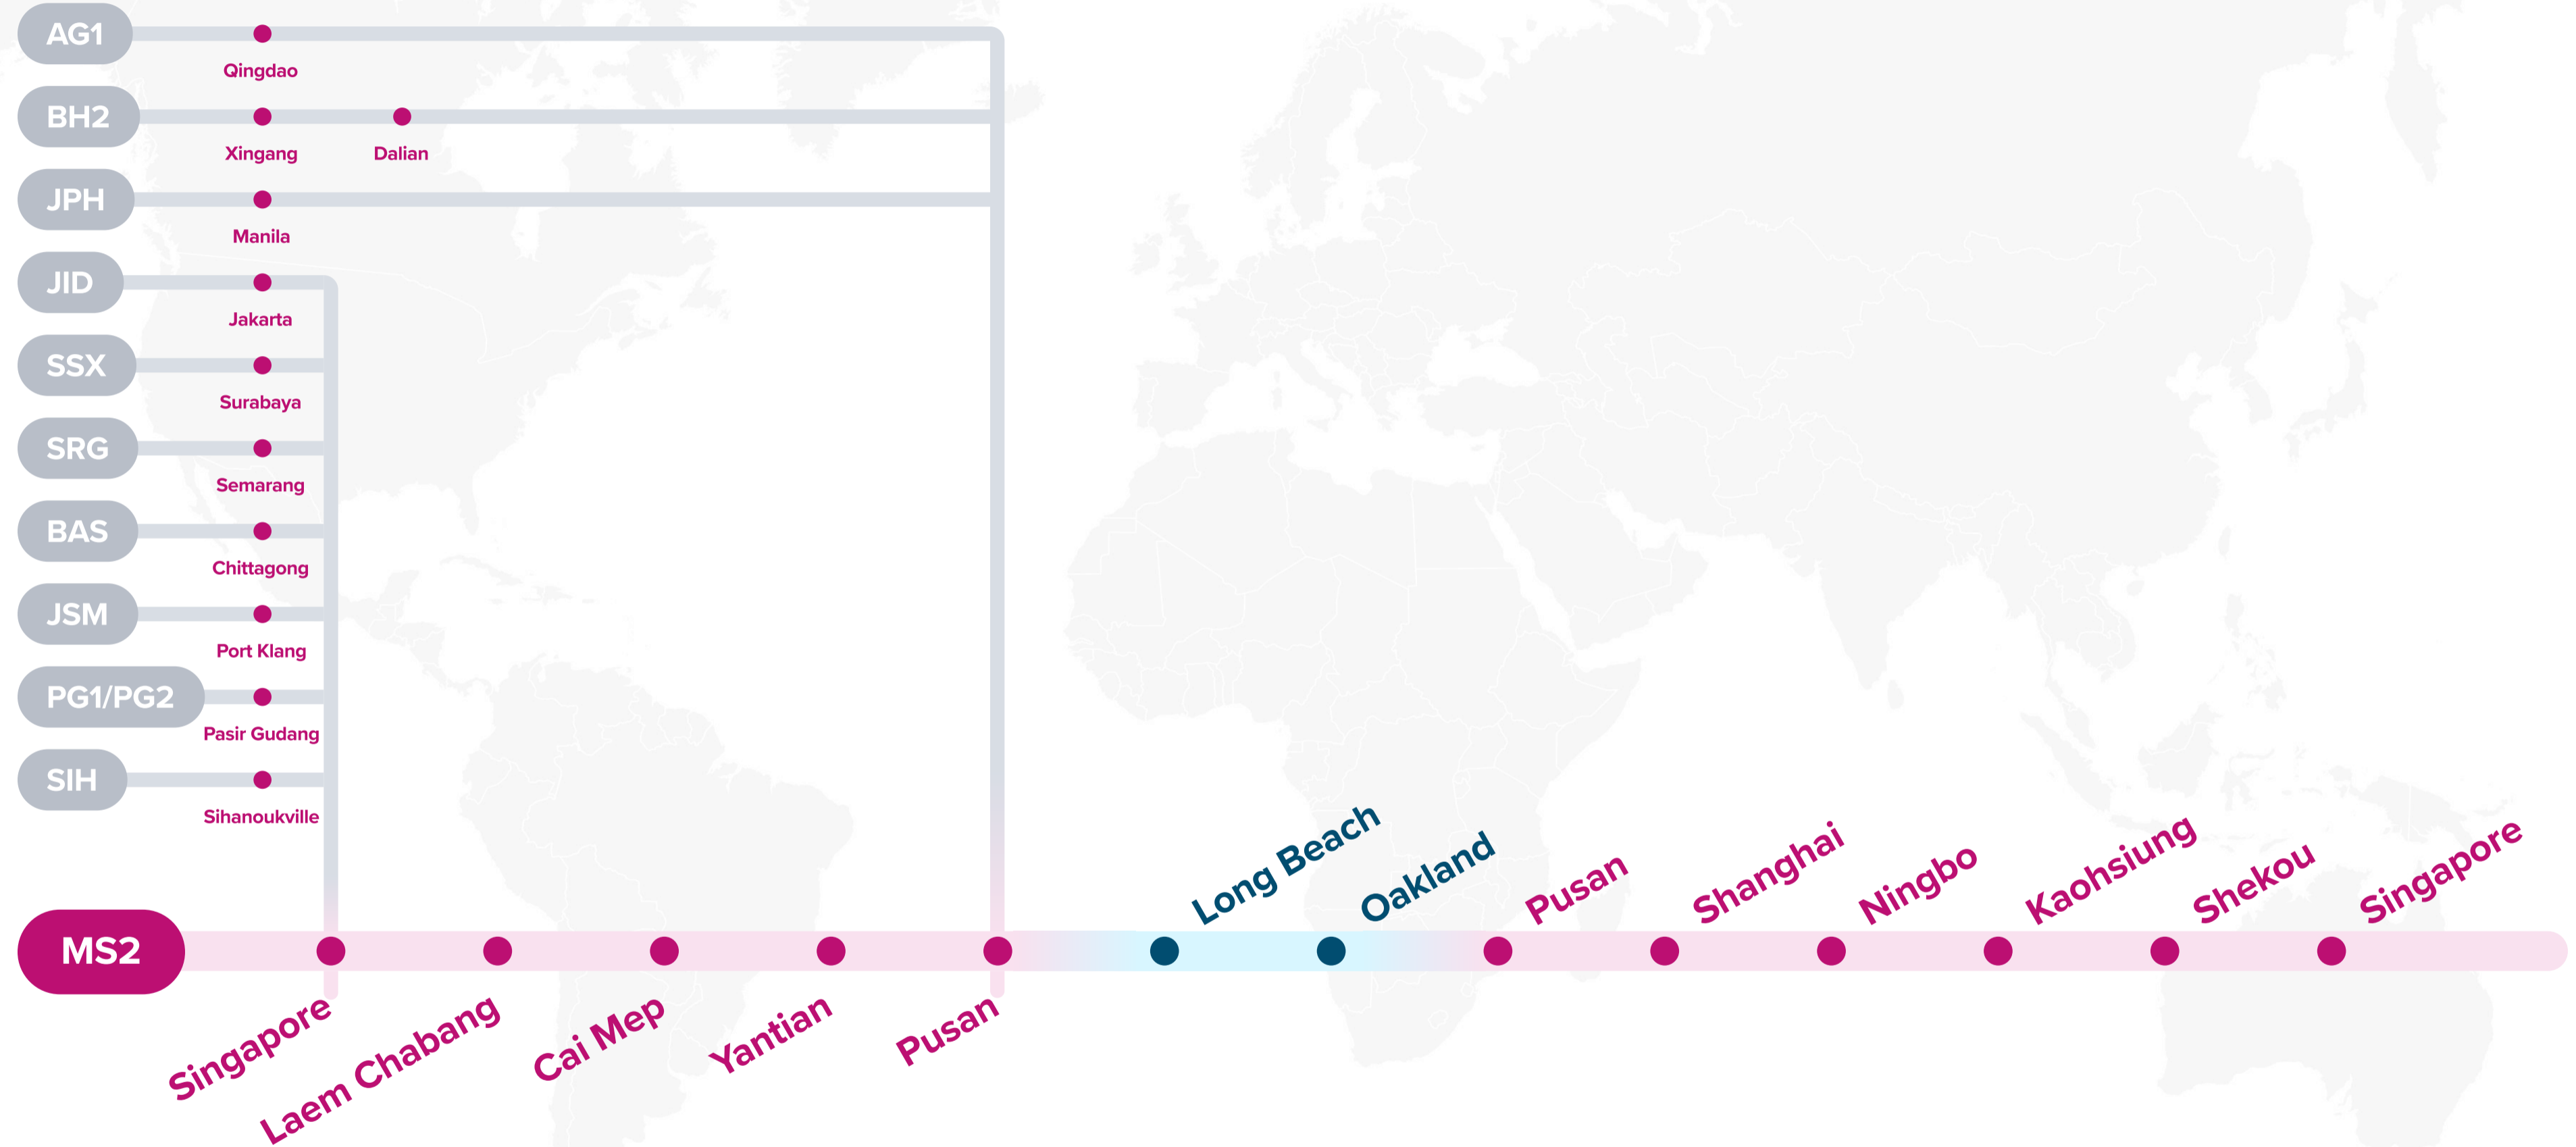 AG1
Qingdao
BH2
Xingang
Dalian
JPH
Manila
JID
Jakarta
SSX
Surabaya
SRG
Semarang
BAS
Chittagong
JSM
Port Klang
PG1/PG2
Pasir Gudang
SIH
Sihanoukville
MS2
Singapore
Laem Chabang
Cai Mep
Yantian
Pusan
Long Beach
Oakland
Pusan
Shanghai
Ningbo
Kaohsiung
Shekou
Singapore